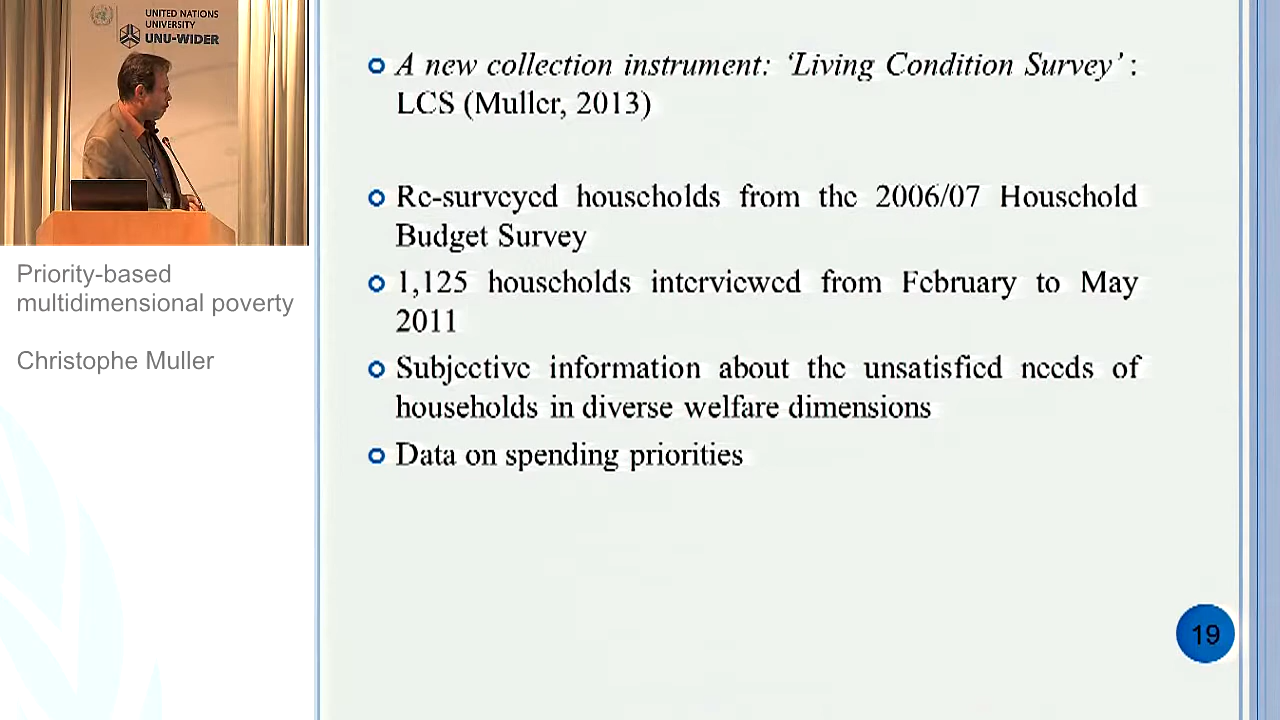 UNITED NATIONS
UNIVERSITY
UNU-WIDER
Priority-based
multidimensional poverty
Christophe Muller
A new collection instrument: ‘Living Condition Survey’ :
LCS (Muller, 2013)
Re-surveyed households from the 2006/07 Household
Budget Survey
1,125 households interviewed from February to May
2011
Subjective information about the unsatisfied needs of
households in diverse welfare dimensions
Data on spending priorities
19